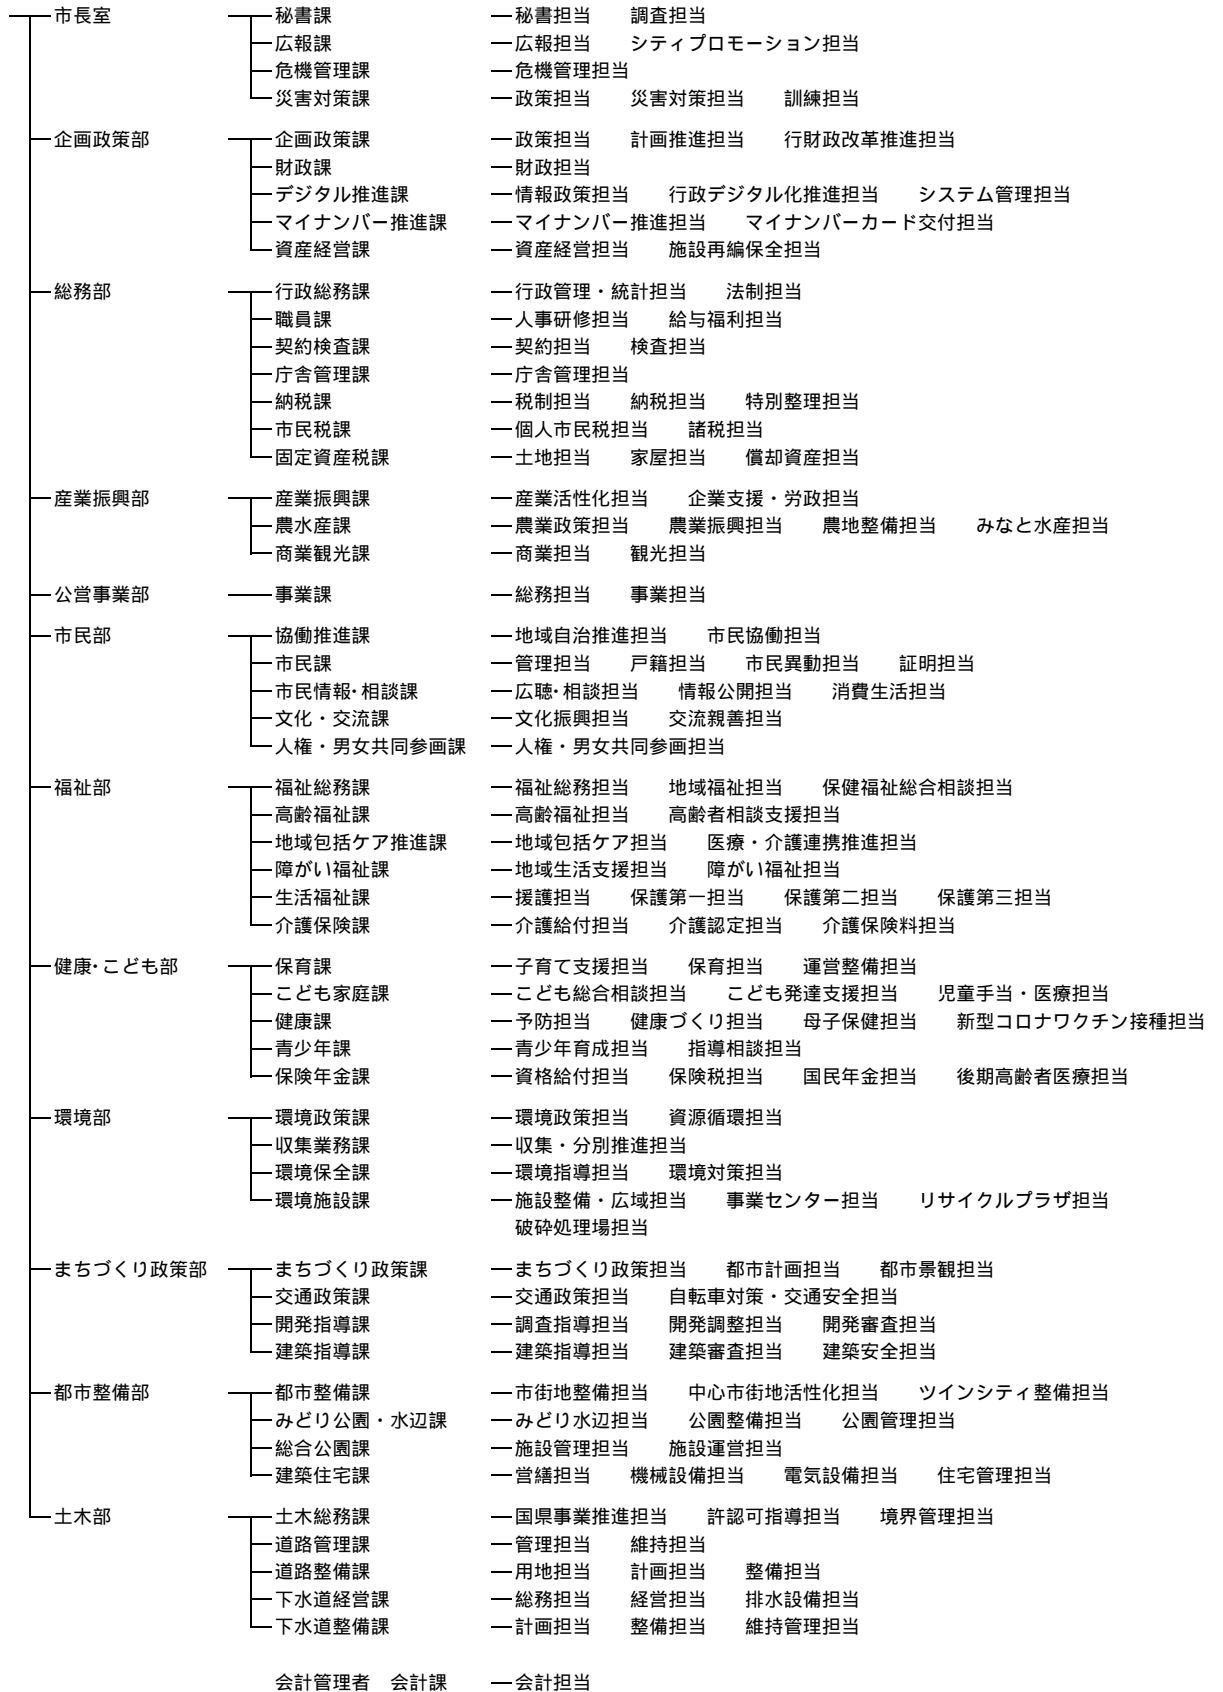 市長室 秘書課 秘書担当 調査担当
広報課 広報担当 シティプロモーション担当
危機管理課 危機管理担当
災害対策課 政策担当 災害対策担当 訓練担当
企画政策部 企画政策課 政策担当 計画推進担当 行財政改革推進担当
財政課 財政担当
デジタル推進課 情報政策担当 行政デジタル化推進担当 システム管理担当
マイナンバー推進課 マイナンバー推進担当 マイナンバーカード交付担当
資産経営課 資産経営担当 施設再編保全担当
総務部 行政総務課 行政管理・統計担当 法制担当
職員課 人事研修担当 給与福利担当
契約検査課 契約担当 検査担当
庁舎管理課 庁舎管理担当
納税課 税制担当 納税担当 特別整理担当
市民税課 個人市民税担当 諸税担当
固定資産税課 土地担当 家屋担当 償却資産担当
産業振興部 産業振興課 産業活性化担当 企業支援・労政担当
農水産課 農業政策担当 農業振興担当 農地整備担当 みなと水産担当
商業観光課 商業担当 観光担当
公営事業部 事業課 総務担当 事業担当
市民部 協働推進課 地域自治推進担当 市民協働担当
市民課 管理担当 戸籍担当 市民異動担当 証明担当
市民情報・相談課 広聴・相談担当 情報公開担当 消費生活担当
文化・交流課 文化振興担当 交流親善担当
人権・男女共同参画課 人権・男女共同参画担当
福祉部 福祉総務課 福祉総務担当 地域福祉担当 保健福祉総合相談担当
高齢福祉課 高齢福祉担当 高齢者相談支援担当
地域包括ケア推進課 地域包括ケア担当 医療・介護連携推進担当
障がい福祉課 地域生活支援担当 障がい福祉担当
生活福祉課 援護担当 保護第一担当 保護第二担当 保護第三担当
介護保険課 介護給付担当 介護認定担当 介護保険料担当
健康・こども部 保育課 子育て支援担当 保育担当 運営整備担当
こども家庭課 こども総合相談担当 こども発達支援担当 児童手当・医療担当
健康課 予防担当 健康づくり担当 母子保健担当 新型コロナワクチン接種担当
青少年課 青少年育成担当 指導相談担当
保険年金課 資格給付担当 保険税担当 国民年金担当 後期高齢者医療担当
環境部 環境政策課 環境政策担当 資源循環担当
収集業務課 収集・分別推進担当
環境保全課 環境指導担当 環境対策担当
環境施設課 施設整備・広域担当 事業センター担当 リサイクルプラザ担当
破砕処理場担当
まちづくり政策部 まちづくり政策課 まちづくり政策担当 都市計画担当 都市景観担当
交通政策課 交通政策担当 自転車対策・交通安全担当
開発指導課 調査指導担当 開発調整担当 開発審査担当
建築指導課 建築指導担当 建築審査担当 建築安全担当
都市整備部 都市整備課 市街地整備担当 中心市街地活性化担当 ツインシティ整備担当
みどり公園・水辺課 みどり水辺担当 公園整備担当 公園管理担当
総合公園課 施設管理担当 施設運営担当
建築住宅課 営繕担当 機械設備担当 電気設備担当 住宅管理担当
土木部 土木総務課 国県事業推進担当 許認可指導担当 境界管理担当
道路管理課 管理担当 維持担当
道路整備課 用地担当 計画担当 整備担当
下水道経営課 総務担当 経営担当 排水設備担当
下水道整備課 計画担当 整備担当 維持管理担当
会計管理者 会計課 会計担当